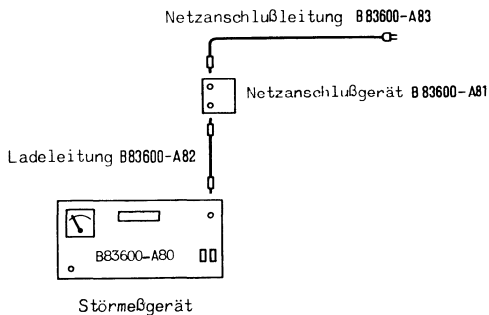 Netzanschlußleitung B83600-A83
Netzanschlußgerät B83600-A81
Ladeleitung B83600-A82
B83600-A80
Störmeßgerät